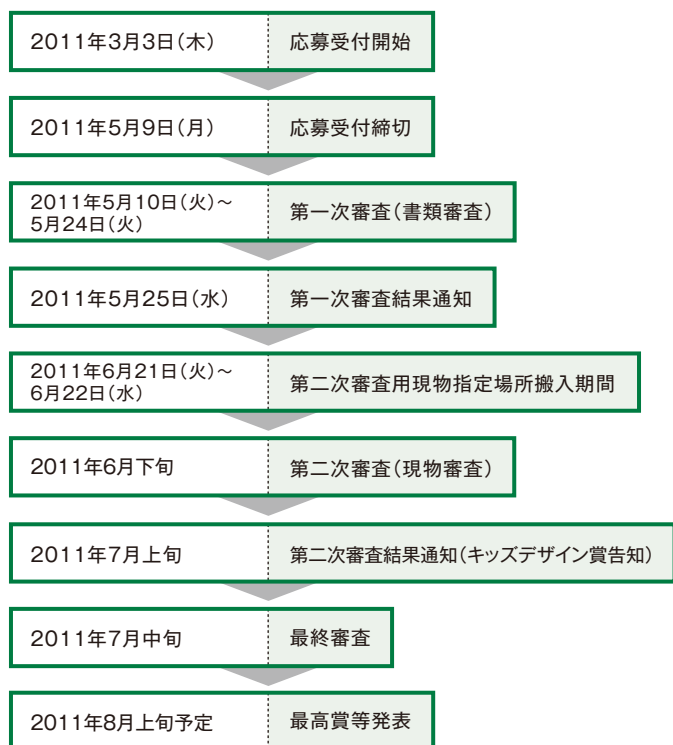 2011年3月3日(木)
応募受付開始
2011年5月9日(月)
応募受付締切
2011年5月10日(火)～
5月24日(火)
第一次審査(書類審査)
2011年5月25日(水)
第一次審査結果通知
2011年6月21日(火)～
6月22日(水)
第二次審査用現物指定場所搬入期間
2011年6月下旬
第二次審査(現物審査)
2011年7月上旬
第二次審査結果通知(キッズデザイン賞告知)
2011年7月中旬
最終審査
2011年8月上旬予定
最高賞等発表